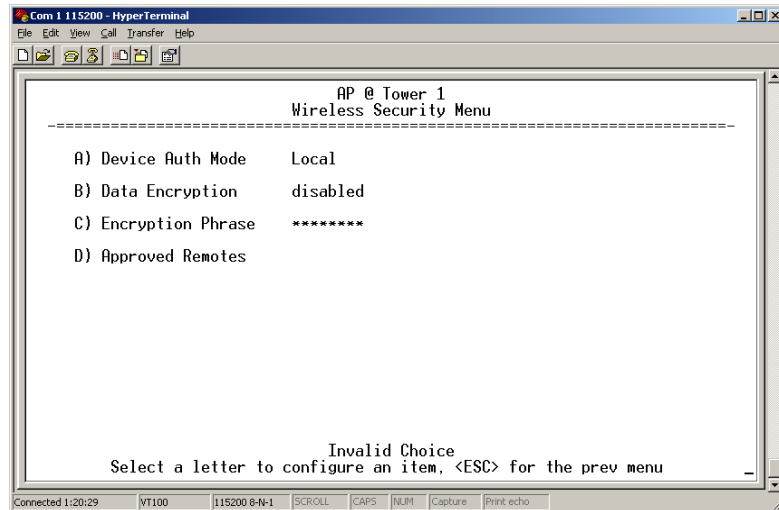 Com 1 115200 - HyperTerminal
File Edit View Call Transfer Help
AP @ Tower 1
Wireless Security Menu
-==========================================================================-
A) Device Auth Mode Local
B) Data Encryption disabled
C) Encryption Phrase ********
D) Approved Remotes
Invalid Choice
Select a letter to configure an item, <ESC> for the prev menu _
Connected 1:20:29 VT100 115200 8-N-1 SCROLL CAPS NUM Capture Print echo